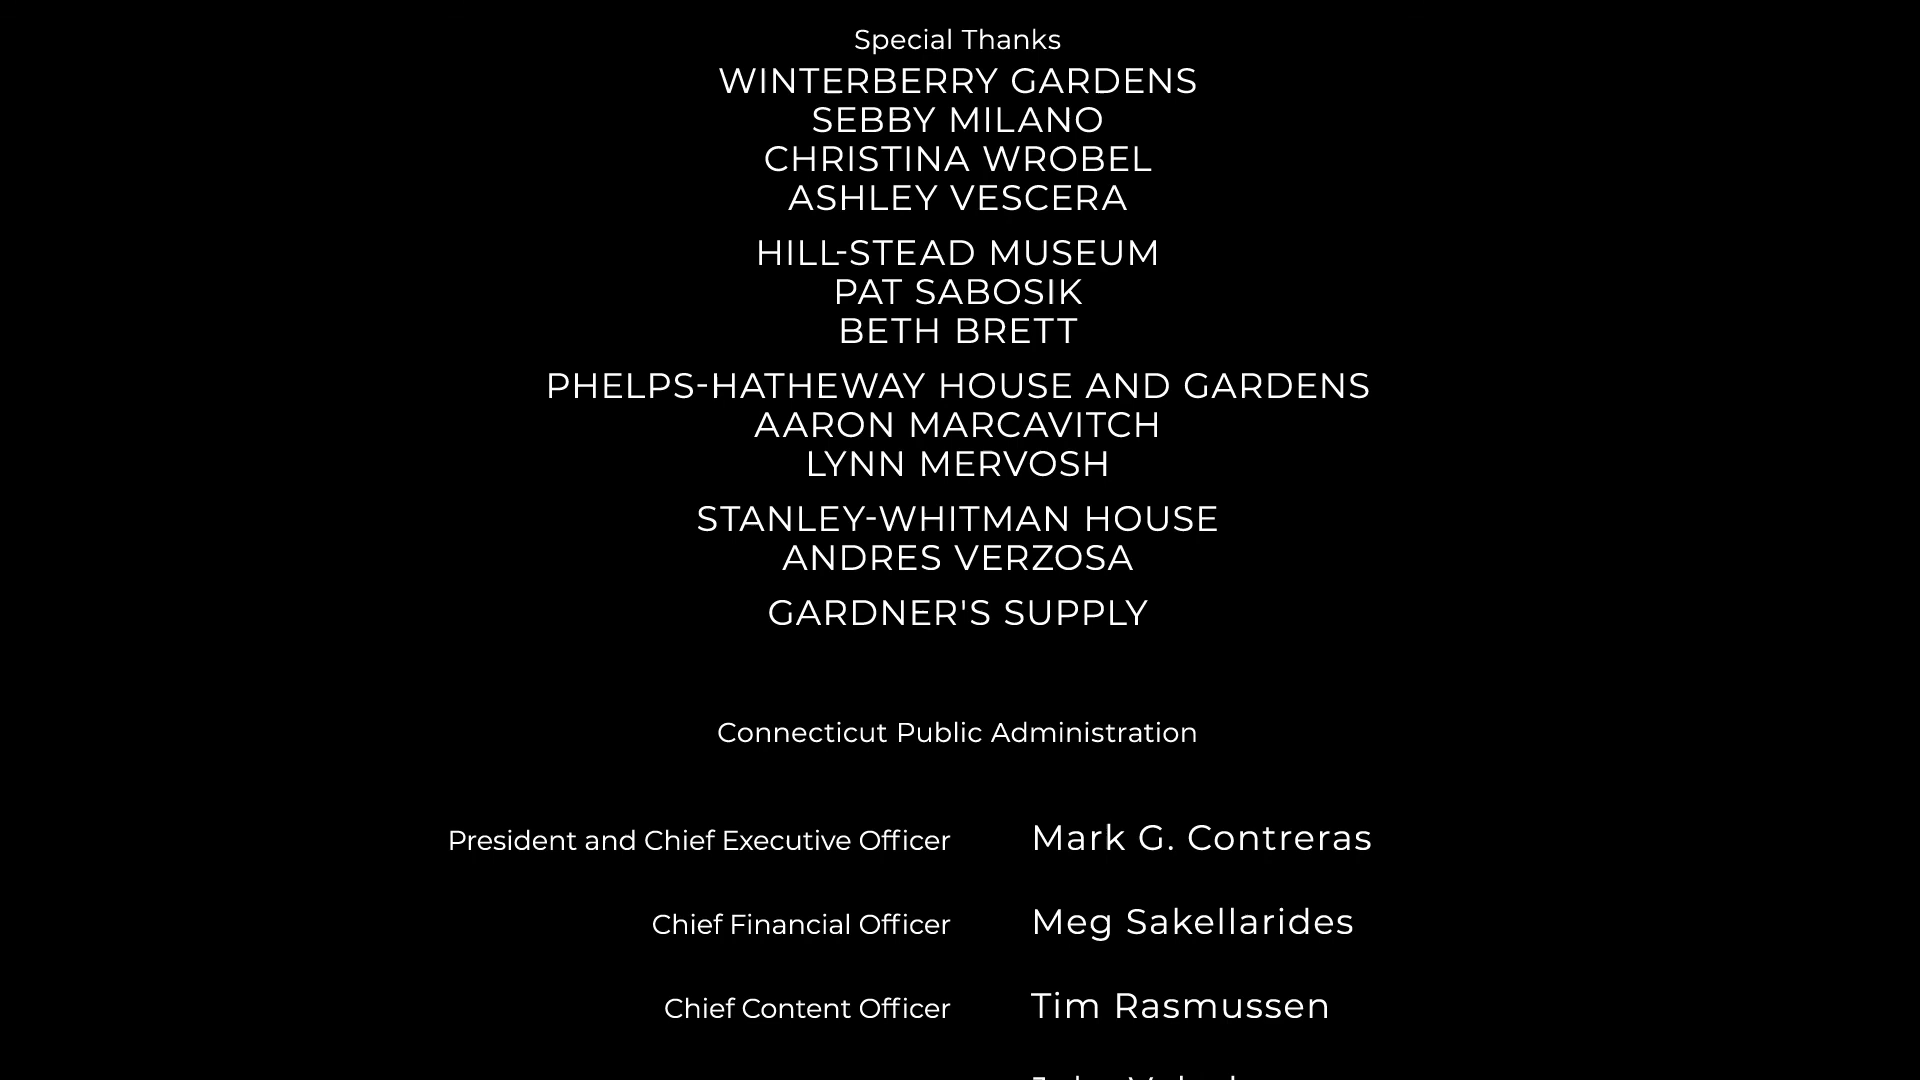 Special Thanks
WINTERBERRY GARDENS
SEBBY MILANO
CHRISTINA WROBEL
ASHLEY VESCERA
HILL-STEAD MUSEUM
PAT SABOSIK
BETH BRETT
PHELPS-HATHEWAY HOUSE AND GARDENS
AARON MARCAVITCH
LYNN MERVOSH
STANLEY-WHITMAN HOUSE
ANDRES VERZOSA
GARDNER'S SUPPLY
Connecticut Public Administration
President and Chief Executive Officer Mark G. Contreras
Chief Financial Officer Meg Sakellarides
Chief Content Officer Tim Rasmussen